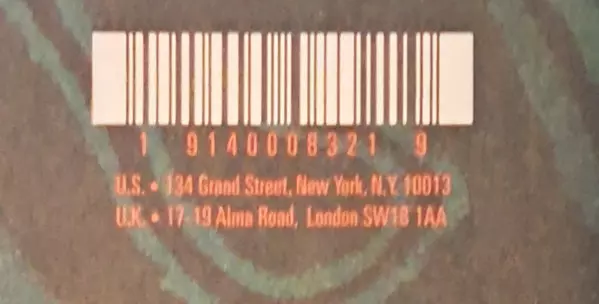 1 9140008321 9
U.S. • 134 Grand Street, New York, N.Y. 10013
U.K. • 17-19 Alma Road, London SW18 1AA